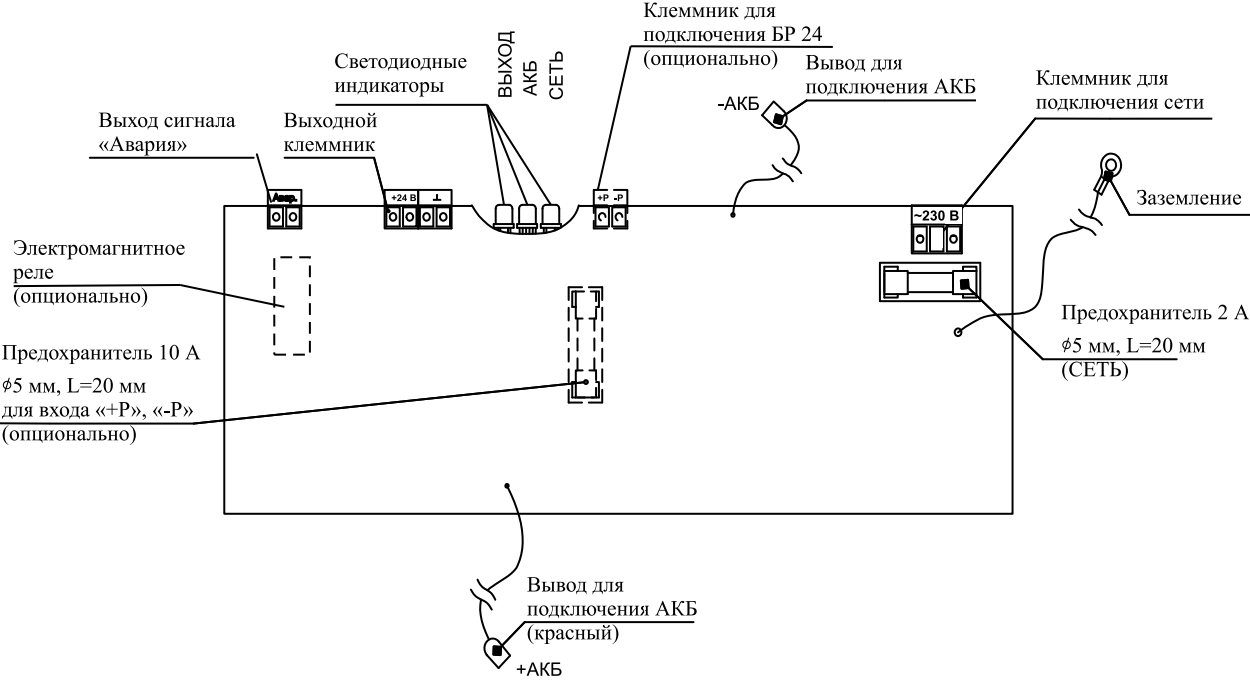 Клеммник для
подключения БР 24
(опционально)
ВЫХОД
АКБ
СЕТЬ
Светодиодные
индикаторы
Вывод для
подключения АКБ
-АКБ
Клеммник для
подключения сети
Выход сигнала
«Авария»
Выходной
клеммник
Авар.
+24 В
⊥
+P -P
~230 В
Заземление
Электромагнитное
реле
(опционально)
Предохранитель 2 А
⌀5 мм, L=20 мм
(СЕТЬ)
Предохранитель 10 А
⌀5 мм, L=20 мм
для входа «+P», «-P»
(опционально)
Вывод для
подключения АКБ
(красный)
+АКБ